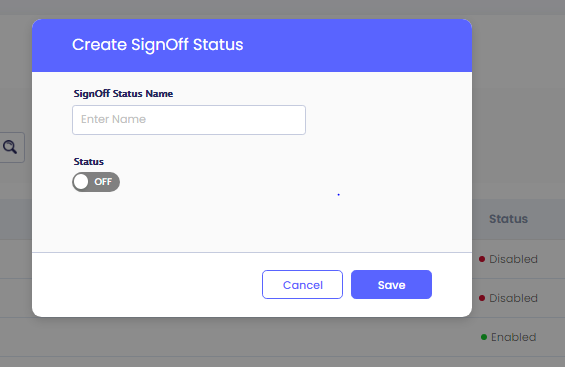 Create SignOff Status
SignOff Status Name
Enter Name
Status
OFF
Cancel
Save
Status
Disabled
Disabled
Enabled